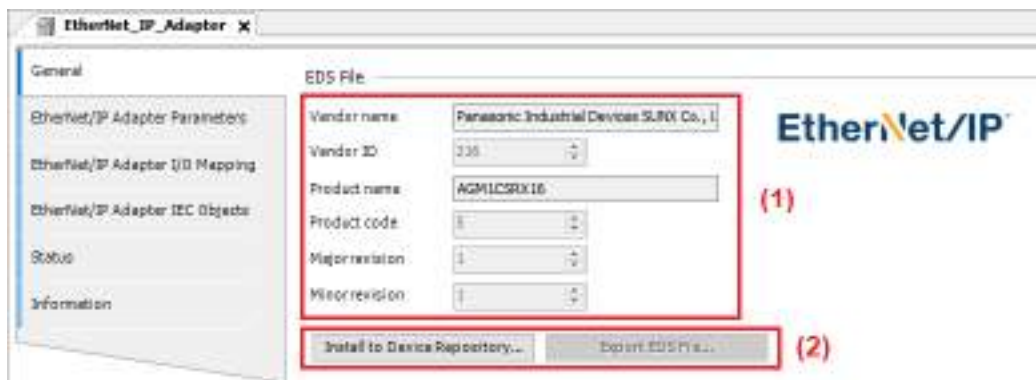 EtherNet_IP_Adapter x
General
EtherNet/IP Adapter Parameters
EtherNet/IP Adapter I/O Mapping
EtherNet/IP Adapter IEC Objects
Status
Information
EDS File
Vendor name Panasonic Industrial Devices SUNX Co., L
Vendor ID
Product name AGM1CSRX16
Product code
Major revision 1
Minor revision 1
EtherNet/IP
(1)
Install to Device Repository... Export EDS File...
(2)